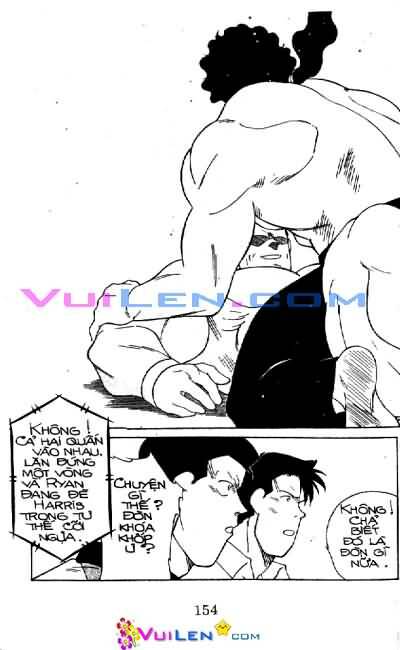 VuiLen.com
KHÔNG !
CẢ HAI QUẤN
VÀO NHAU.
LĂN ĐÚNG
MỘT VÒNG
VÀ RYAN
ĐANG ĐÈ
HARRIS
TRONG TƯ
THẾ CỠI
NGỰA.
CHUYỆN
GÌ
THẾ ?
ĐÒN
KHÓA
KHỚP
Ư ?
KHÔNG !
CHẢ
BIẾT
ĐÓ LÀ
ĐÒN GÌ
NỮA.
154
VuiLen.com